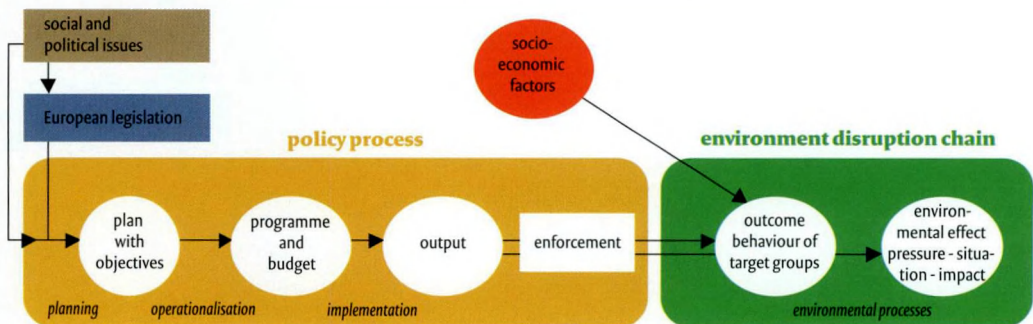 social and
political issues
European legislation
socio-
economic
factors
policy process
environment disruption chain
plan
with
objectives
programme
and
budget
output
enforcement
outcome
behaviour of
target groups
environ-
mental effect
pressure - situa-
tion - impact
planning
operationalisation
implementation
environmental processes